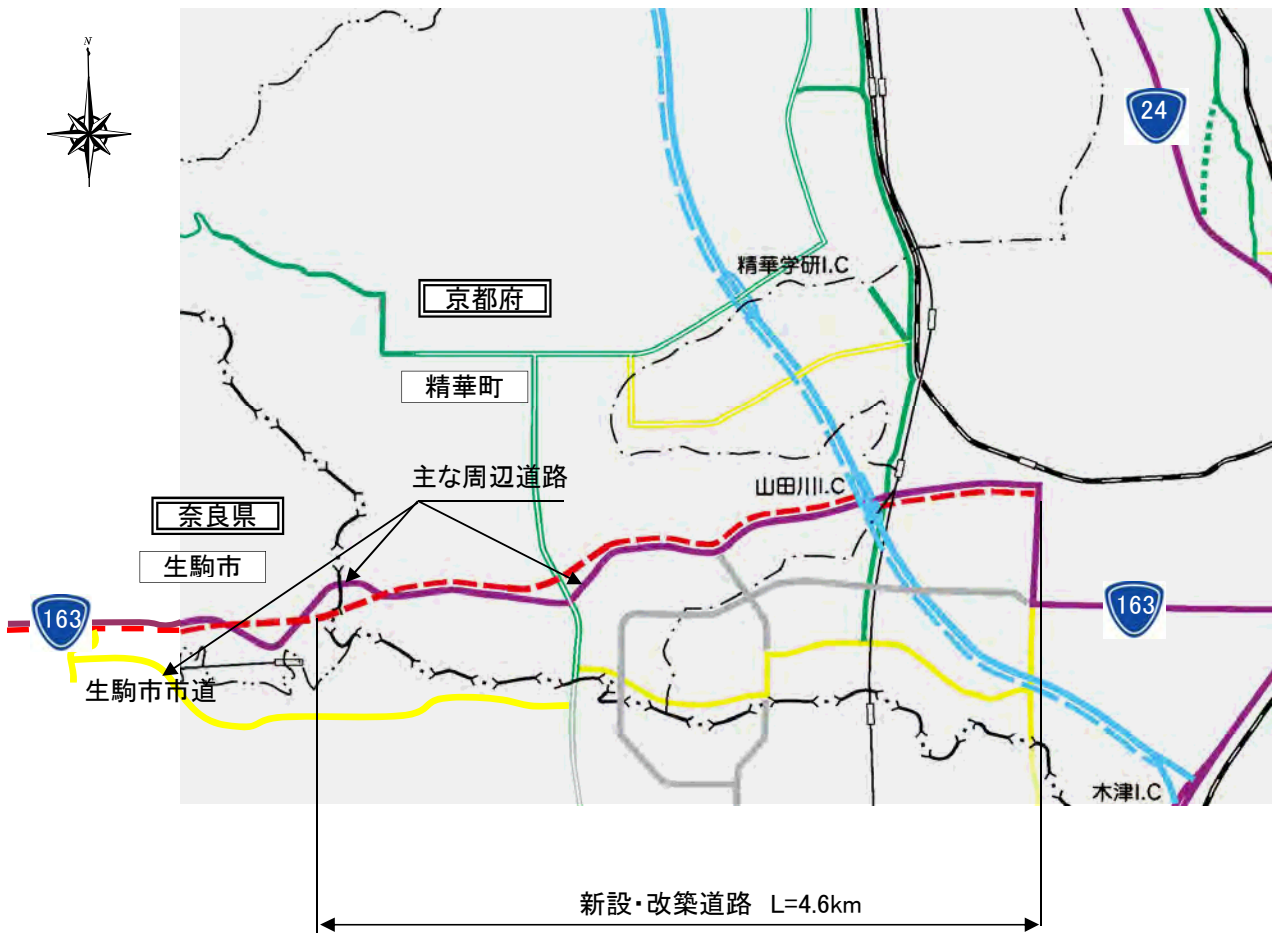 N
24
精華学研I.C
京都府
精華町
主な周辺道路
山田川I.C
奈良県
生駒市
163
163
生駒市市道
木津I.C
新設・改築道路 L=4.6km